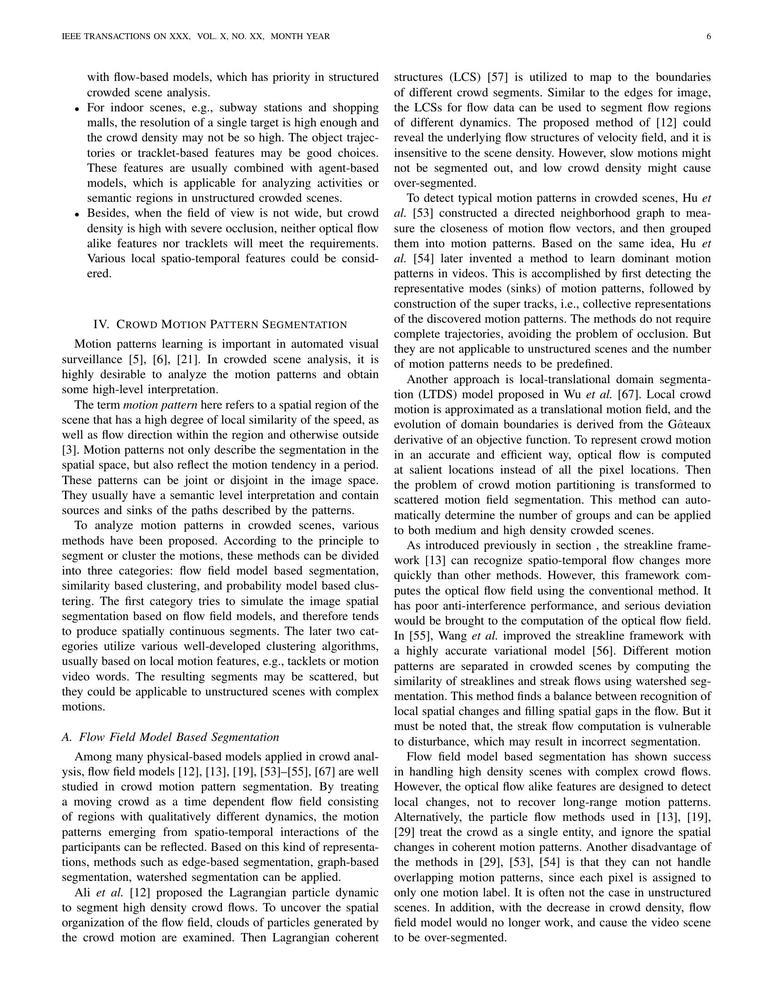 IEEE TRANSACTIONS ON XXX, VOL. X, NO. XX, MONTH YEAR 6
with flow-based models, which has priority in structured
crowded scene analysis.
• For indoor scenes, e.g., subway stations and shopping
malls, the resolution of a single target is high enough and
the crowd density may not be so high. The object trajec-
tories or tracklet-based features may be good choices.
These features are usually combined with agent-based
models, which is applicable for analyzing activities or
semantic regions in unstructured crowded scenes.
• Besides, when the field of view is not wide, but crowd
density is high with severe occlusion, neither optical flow
alike features nor tracklets will meet the requirements.
Various local spatio-temporal features could be consid-
ered.
IV. CROWD MOTION PATTERN SEGMENTATION
Motion patterns learning is important in automated visual
surveillance [5], [6], [21]. In crowded scene analysis, it is
highly desirable to analyze the motion patterns and obtain
some high-level interpretation.
The term motion pattern here refers to a spatial region of the
scene that has a high degree of local similarity of the speed, as
well as flow direction within the region and otherwise outside
[3]. Motion patterns not only describe the segmentation in the
spatial space, but also reflect the motion tendency in a period.
These patterns can be joint or disjoint in the image space.
They usually have a semantic level interpretation and contain
sources and sinks of the paths described by the patterns.
To analyze motion patterns in crowded scenes, various
methods have been proposed. According to the principle to
segment or cluster the motions, these methods can be divided
into three categories: flow field model based segmentation,
similarity based clustering, and probability model based clus-
tering. The first category tries to simulate the image spatial
segmentation based on flow field models, and therefore tends
to produce spatially continuous segments. The later two cat-
egories utilize various well-developed clustering algorithms,
usually based on local motion features, e.g., tacklets or motion
video words. The resulting segments may be scattered, but
they could be applicable to unstructured scenes with complex
motions.
A. Flow Field Model Based Segmentation
Among many physical-based models applied in crowd anal-
ysis, flow field models [12], [13], [19], [53]–[55], [67] are well
studied in crowd motion pattern segmentation. By treating
a moving crowd as a time dependent flow field consisting
of regions with qualitatively different dynamics, the motion
patterns emerging from spatio-temporal interactions of the
participants can be reflected. Based on this kind of representa-
tions, methods such as edge-based segmentation, graph-based
segmentation, watershed segmentation can be applied.
Ali et al. [12] proposed the Lagrangian particle dynamic
to segment high density crowd flows. To uncover the spatial
organization of the flow field, clouds of particles generated by
the crowd motion are examined. Then Lagrangian coherent
structures (LCS) [57] is utilized to map to the boundaries
of different crowd segments. Similar to the edges for image,
the LCSs for flow data can be used to segment flow regions
of different dynamics. The proposed method of [12] could
reveal the underlying flow structures of velocity field, and it is
insensitive to the scene density. However, slow motions might
not be segmented out, and low crowd density might cause
over-segmented.
To detect typical motion patterns in crowded scenes, Hu et
al. [53] constructed a directed neighborhood graph to mea-
sure the closeness of motion flow vectors, and then grouped
them into motion patterns. Based on the same idea, Hu et
al. [54] later invented a method to learn dominant motion
patterns in videos. This is accomplished by first detecting the
representative modes (sinks) of motion patterns, followed by
construction of the super tracks, i.e., collective representations
of the discovered motion patterns. The methods do not require
complete trajectories, avoiding the problem of occlusion. But
they are not applicable to unstructured scenes and the number
of motion patterns needs to be predefined.
Another approach is local-translational domain segmenta-
tion (LTDS) model proposed in Wu et al. [67]. Local crowd
motion is approximated as a translational motion field, and the
evolution of domain boundaries is derived from the Gâteaux
derivative of an objective function. To represent crowd motion
in an accurate and efficient way, optical flow is computed
at salient locations instead of all the pixel locations. Then
the problem of crowd motion partitioning is transformed to
scattered motion field segmentation. This method can auto-
matically determine the number of groups and can be applied
to both medium and high density crowded scenes.
As introduced previously in section , the streakline frame-
work [13] can recognize spatio-temporal flow changes more
quickly than other methods. However, this framework com-
putes the optical flow field using the conventional method. It
has poor anti-interference performance, and serious deviation
would be brought to the computation of the optical flow field.
In [55], Wang et al. improved the streakline framework with
a highly accurate variational model [56]. Different motion
patterns are separated in crowded scenes by computing the
similarity of streaklines and streak flows using watershed seg-
mentation. This method finds a balance between recognition of
local spatial changes and filling spatial gaps in the flow. But it
must be noted that, the streak flow computation is vulnerable
to disturbance, which may result in incorrect segmentation.
Flow field model based segmentation has shown success
in handling high density scenes with complex crowd flows.
However, the optical flow alike features are designed to detect
local changes, not to recover long-range motion patterns.
Alternatively, the particle flow methods used in [13], [19],
[29] treat the crowd as a single entity, and ignore the spatial
changes in coherent motion patterns. Another disadvantage of
the methods in [29], [53], [54] is that they can not handle
overlapping motion patterns, since each pixel is assigned to
only one motion label. It is often not the case in unstructured
scenes. In addition, with the decrease in crowd density, flow
field model would no longer work, and cause the video scene
to be over-segmented.